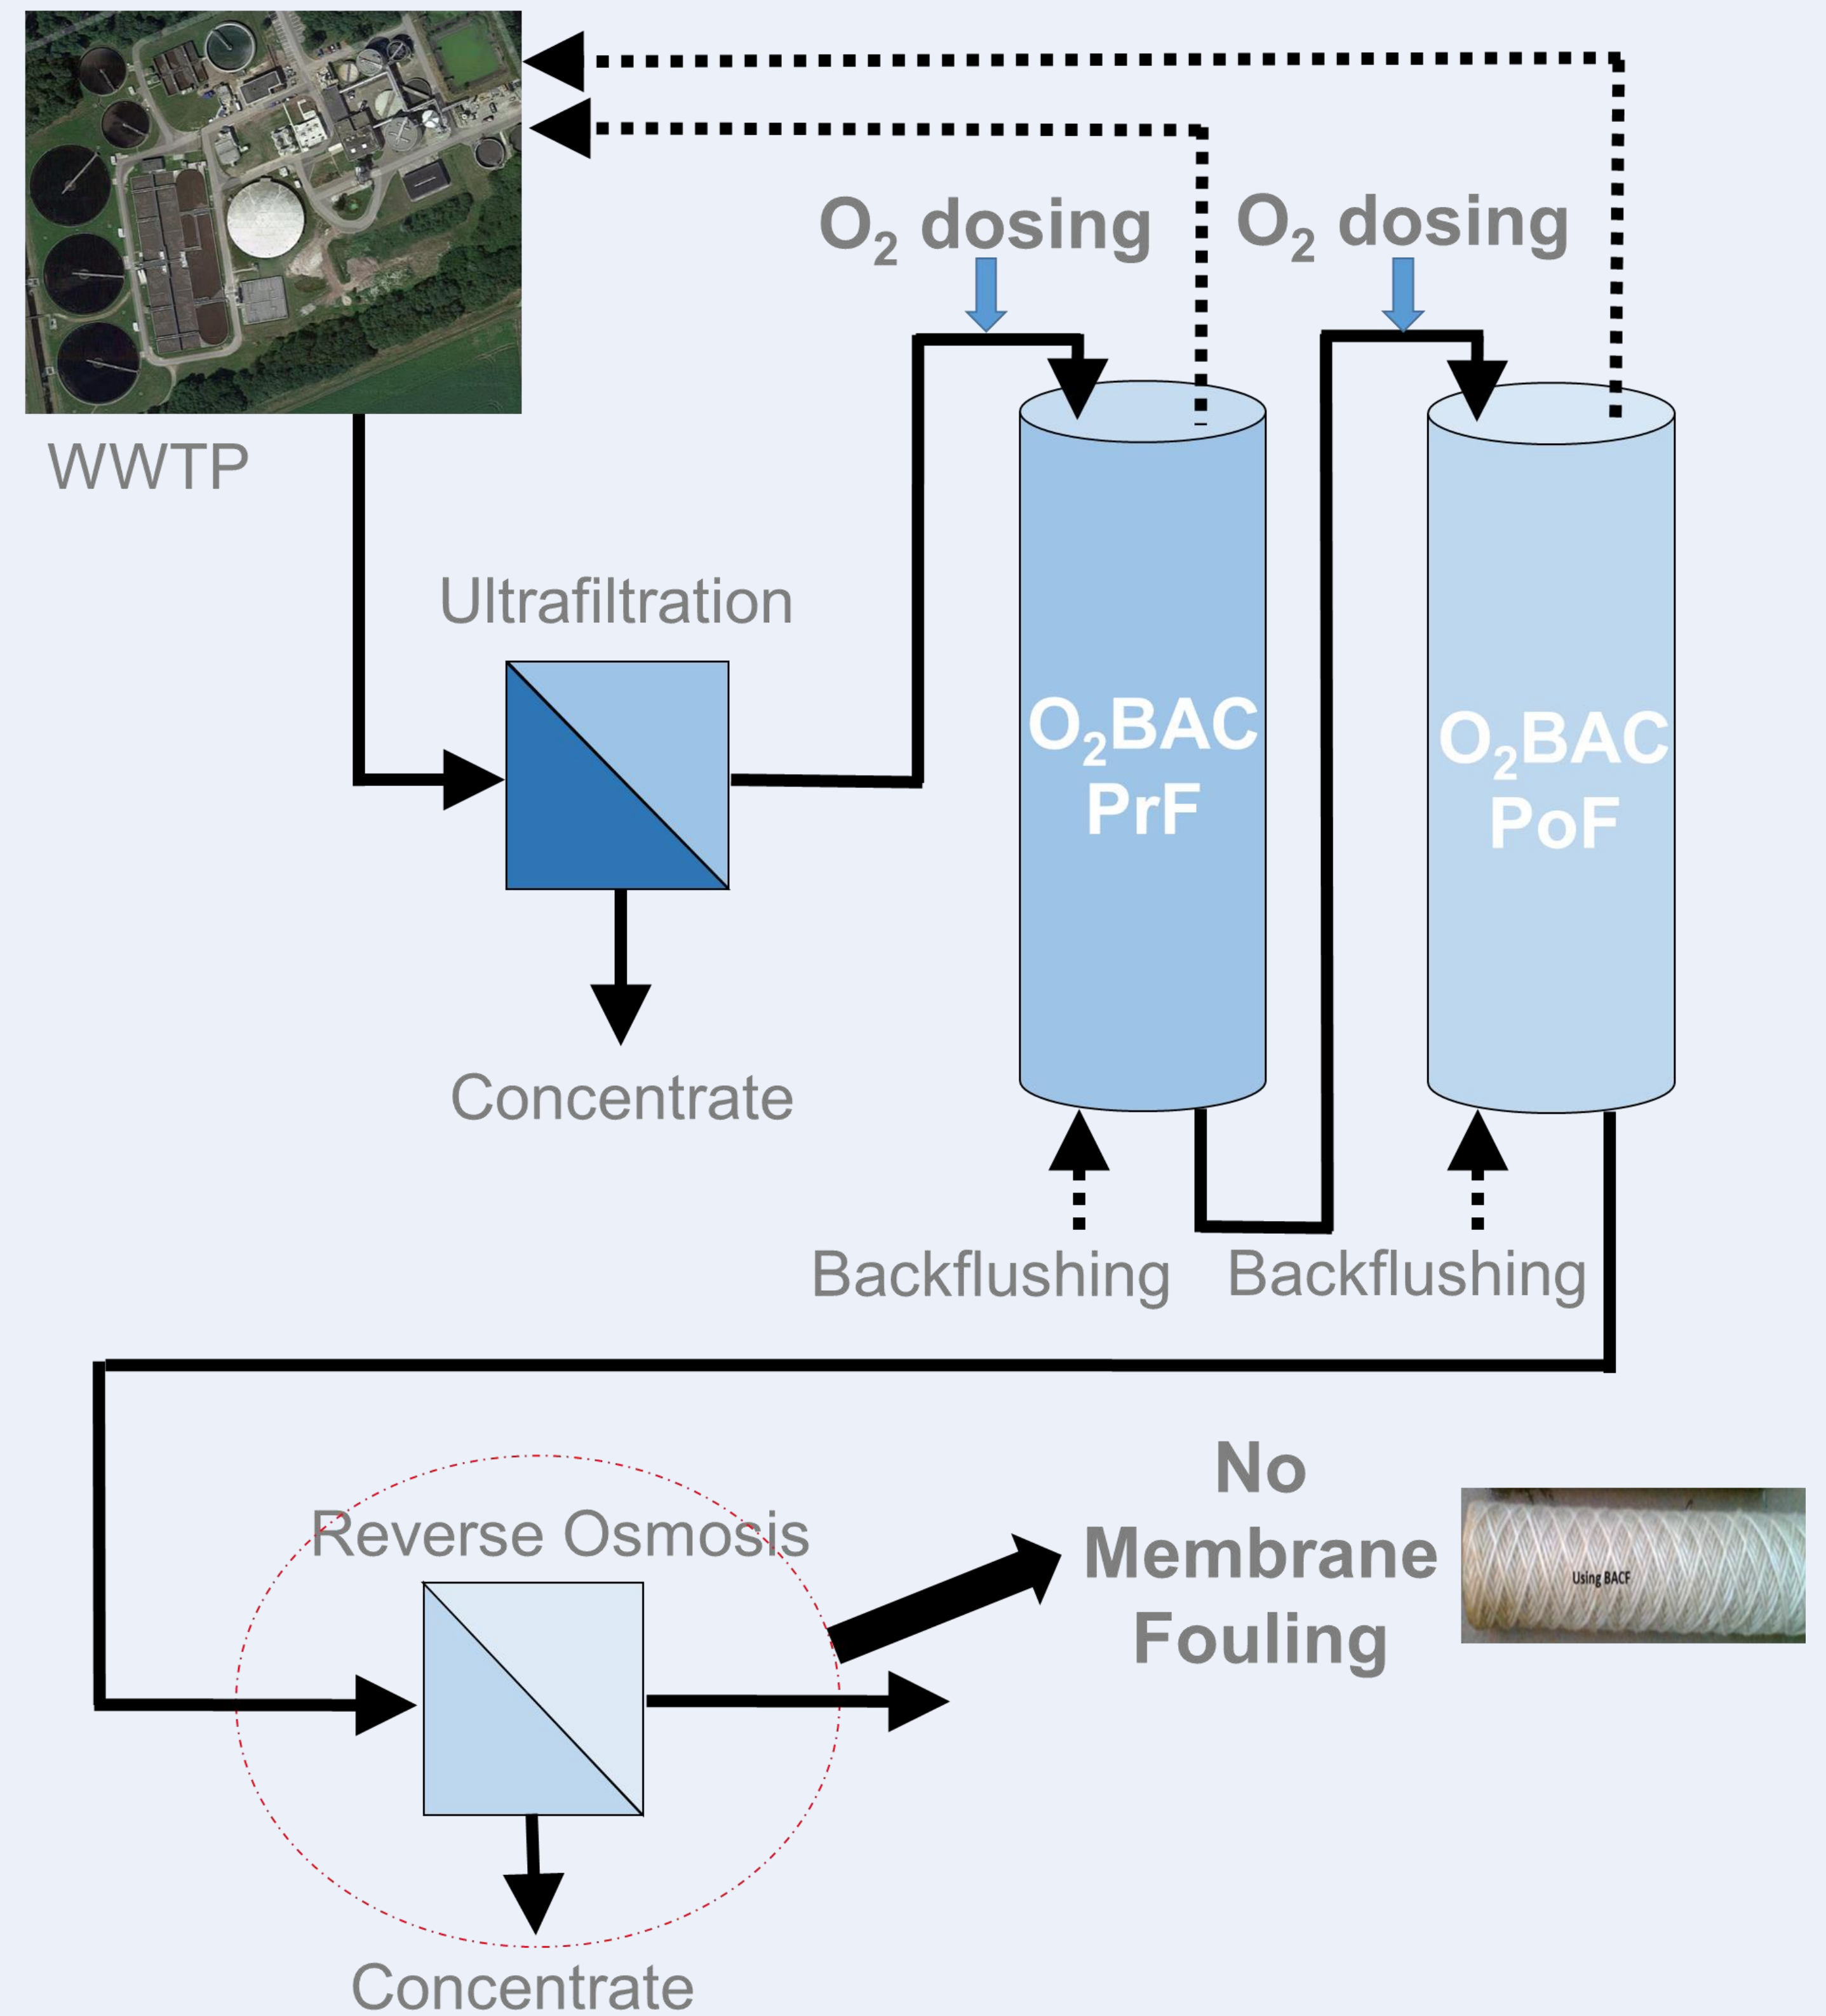 O2 dosing
O2 dosing
WWTP
Ultrafiltration
O2BAC
PrF
O2BAC
PoF
Concentrate
Backflushing
Backflushing
Reverse Osmosis
No
Membrane
Fouling
Using BACF
Concentrate